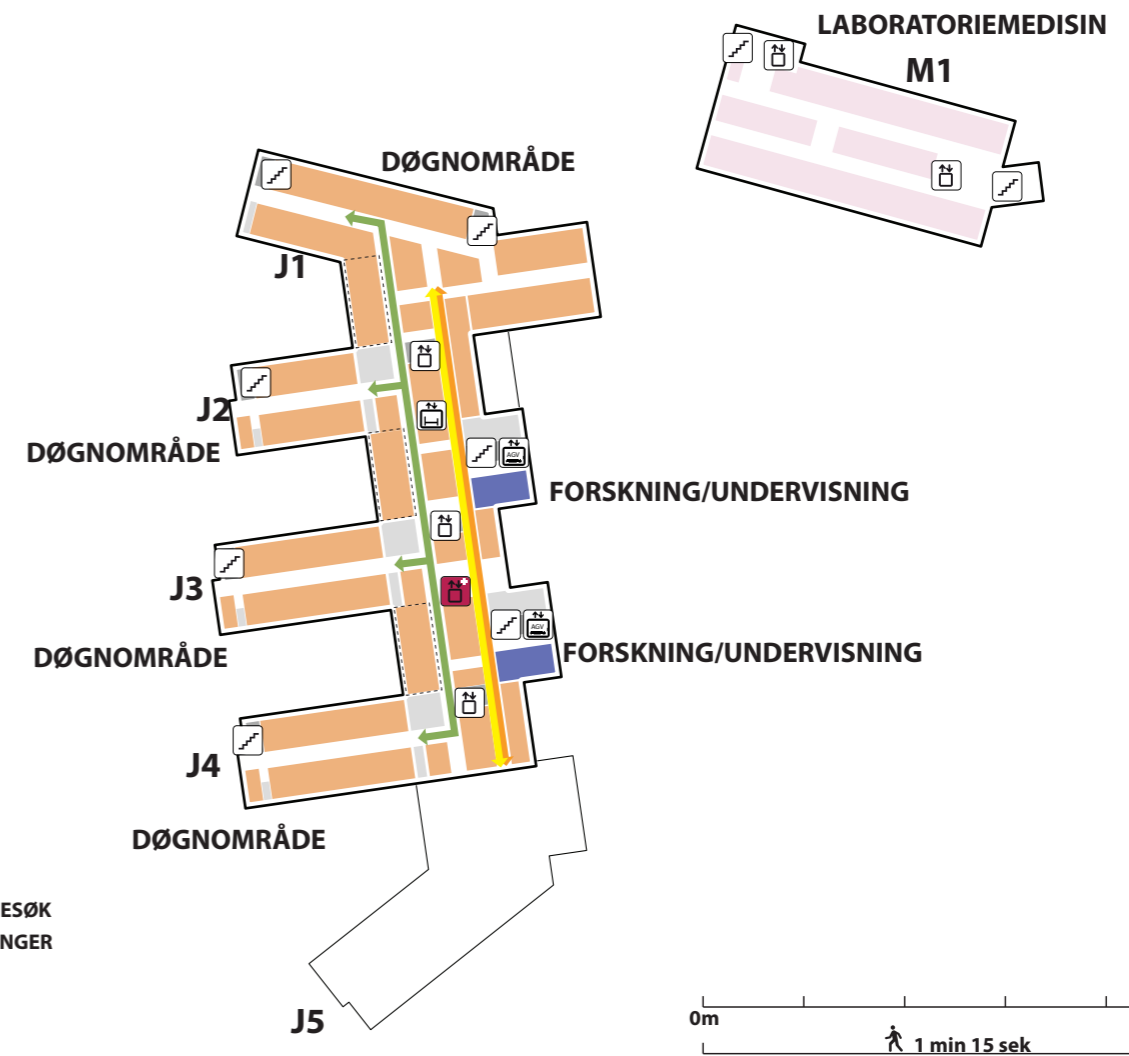 LABORATORIEMEDISIN
M1
DØGNOMRÅDE
J1
J2
DØGNOMRÅDE
AGV
FORSKNING/UNDERVISNING
J3
AGV
DØGNOMRÅDE
FORSKNING/UNDERVISNING
J4
DØGNOMRÅDE
ESØK
NGER
J5
0m
1 min 15 sek